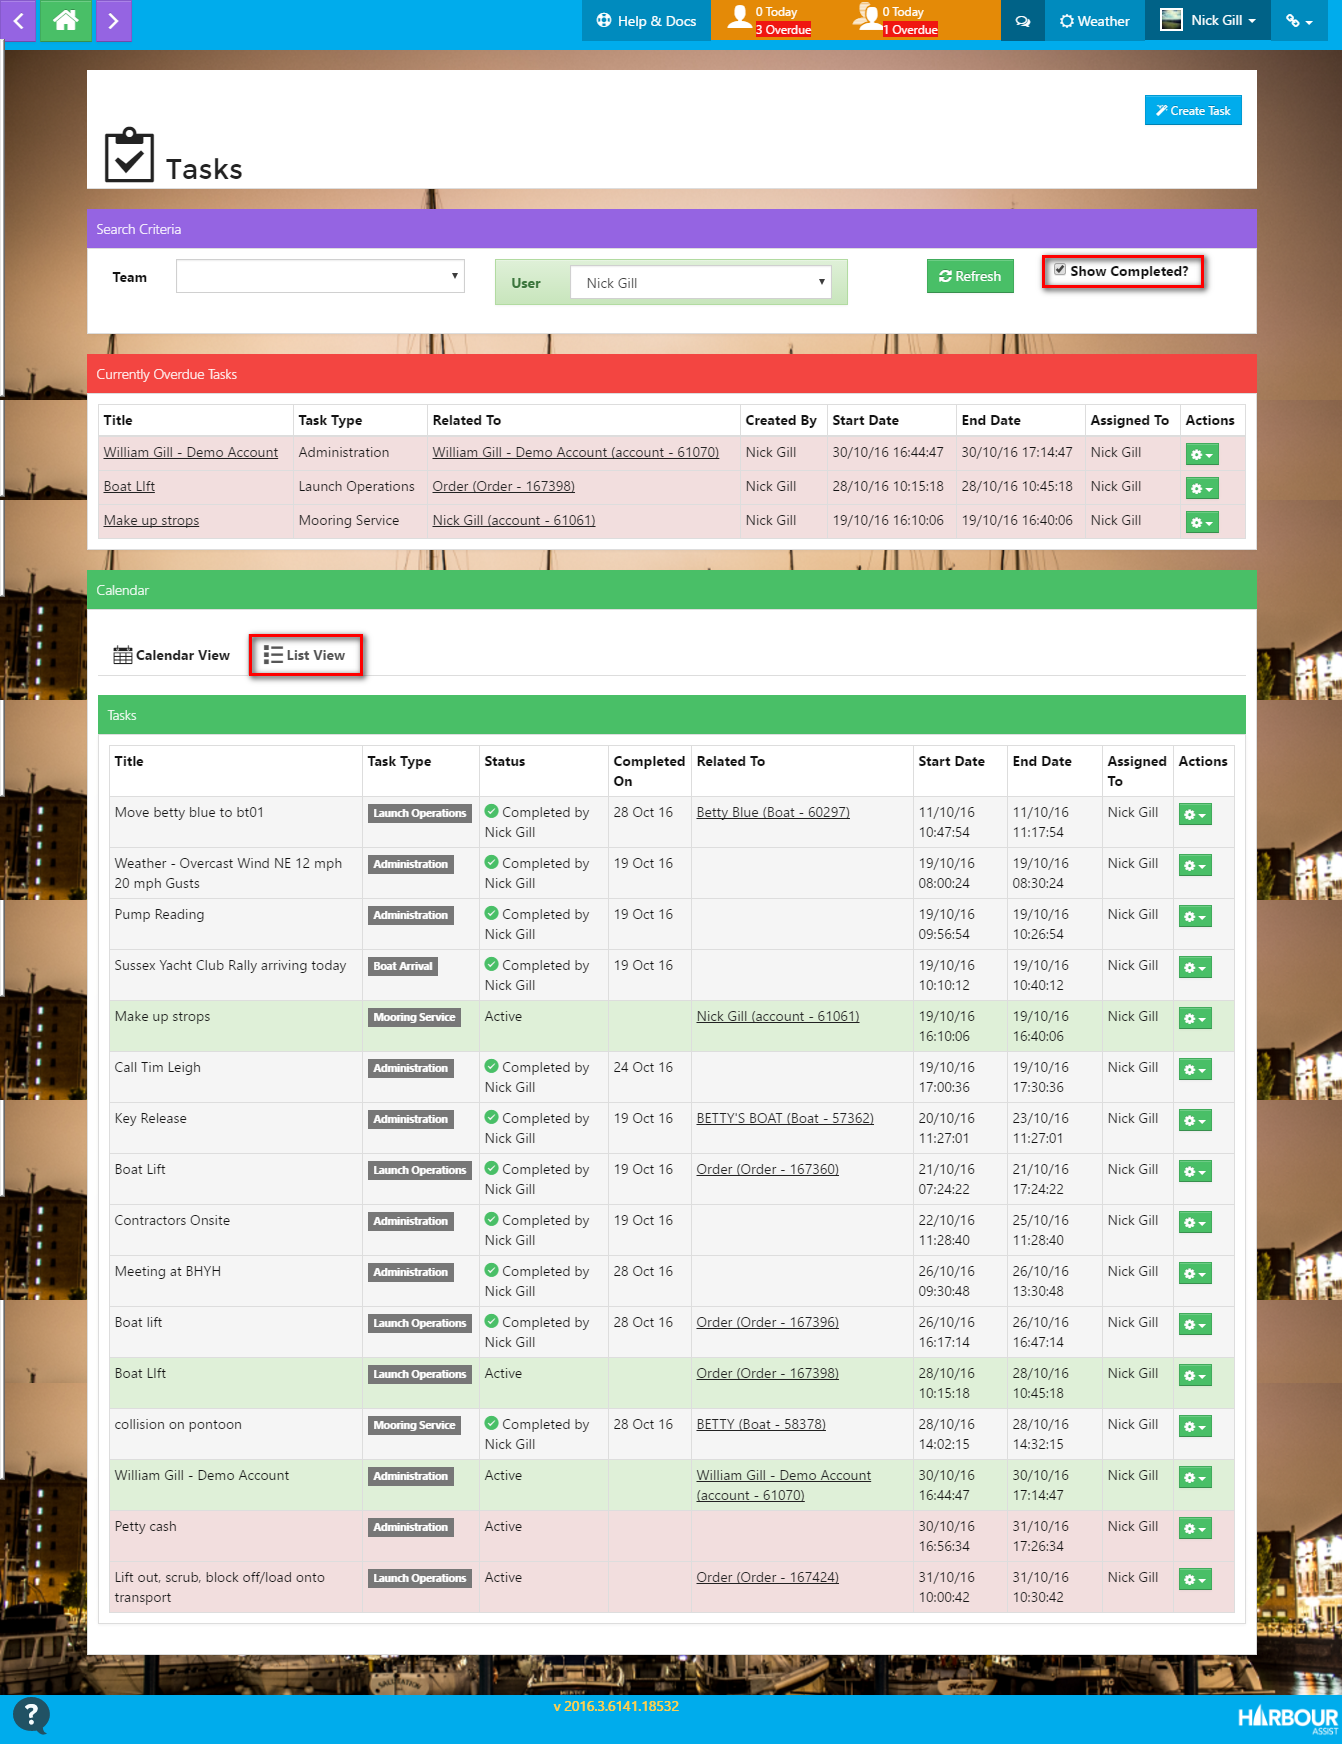 Help & Docs
0 Today
3 Overdue
0 Today
1 Overdue
Weather
Nick Gill
Create Task
Tasks
Search Criteria
Team
User
Nick Gill
Refresh
Show Completed?
Currently Overdue Tasks
Title Task Type Related To Created By Start Date End Date Assigned To Actions
William Gill - Demo Account Administration William Gill - Demo Account (account - 61070) Nick Gill 30/10/16 16:44:47 30/10/16 17:14:47 Nick Gill
Boat LIft Launch Operations Order (Order - 167398) Nick Gill 28/10/16 10:15:18 28/10/16 10:45:18 Nick Gill
Make up strops Mooring Service Nick Gill (account - 61061) Nick Gill 19/10/16 16:10:06 19/10/16 16:40:06 Nick Gill
Calendar
Calendar View List View
Tasks
Title Task Type Status Completed Related To Start Date End Date Assigned Actions
On To
Move betty blue to bt01 Launch Operations Completed by 28 Oct 16 Betty Blue (Boat - 60297) 11/10/16 11/10/16 Nick Gill
Nick Gill 10:47:54 11:17:54
Weather - Overcast Wind NE 12 mph Administration Completed by 19 Oct 16 19/10/16 19/10/16 Nick Gill
20 mph Gusts Nick Gill 08:00:24 08:30:24
Pump Reading Administration Completed by 19 Oct 16 19/10/16 19/10/16 Nick Gill
Nick Gill 09:56:54 10:26:54
Sussex Yacht Club Rally arriving today Boat Arrival Completed by 19 Oct 16 19/10/16 19/10/16 Nick Gill
Nick Gill 10:10:12 10:40:12
Make up strops Mooring Service Active Nick Gill (account - 61061) 19/10/16 19/10/16 Nick Gill
16:10:06 16:40:06
Call Tim Leigh Administration Completed by 24 Oct 16 19/10/16 19/10/16 Nick Gill
Nick Gill 17:00:36 17:30:36
Key Release Administration Completed by 19 Oct 16 BETTY'S BOAT (Boat - 57362) 20/10/16 23/10/16 Nick Gill
Nick Gill 11:27:01 11:27:01
Boat Lift Launch Operations Completed by 19 Oct 16 Order (Order - 167360) 21/10/16 21/10/16 Nick Gill
Nick Gill 07:24:22 17:24:22
Contractors Onsite Administration Completed by 19 Oct 16 22/10/16 25/10/16 Nick Gill
Nick Gill 11:28:40 11:28:40
Meeting at BHYH Administration Completed by 28 Oct 16 26/10/16 26/10/16 Nick Gill
Nick Gill 09:30:48 13:30:48
Boat lift Launch Operations Completed by 28 Oct 16 Order (Order - 167396) 26/10/16 26/10/16 Nick Gill
Nick Gill 16:17:14 16:47:14
Boat LIft Launch Operations Active Order (Order - 167398) 28/10/16 28/10/16 Nick Gill
10:15:18 10:45:18
collision on pontoon Mooring Service Completed by 28 Oct 16 BETTY (Boat - 58378) 28/10/16 28/10/16 Nick Gill
Nick Gill 14:02:15 14:32:15
William Gill - Demo Account Administration Active William Gill - Demo Account 30/10/16 30/10/16 Nick Gill
(account - 61070) 16:44:47 17:14:47
Petty cash Administration Active 30/10/16 31/10/16 Nick Gill
16:56:34 17:26:34
Lift out, scrub, block off/load onto Launch Operations Active Order (Order - 167424) 31/10/16 31/10/16 Nick Gill
transport 10:00:42 10:30:42
?
v 2016.3.6141.18532
HARBOUR
ASSIST